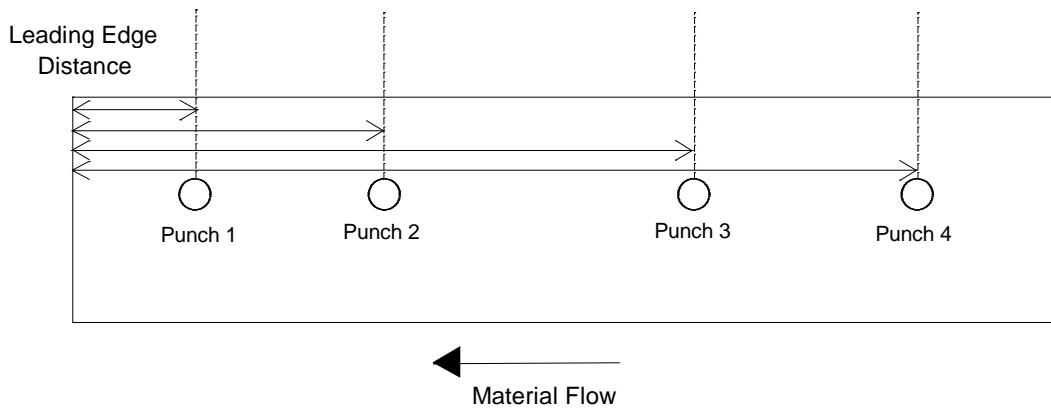 Leading Edge
Distance
Punch 1
Punch 2
Punch 3
Punch 4
Material Flow